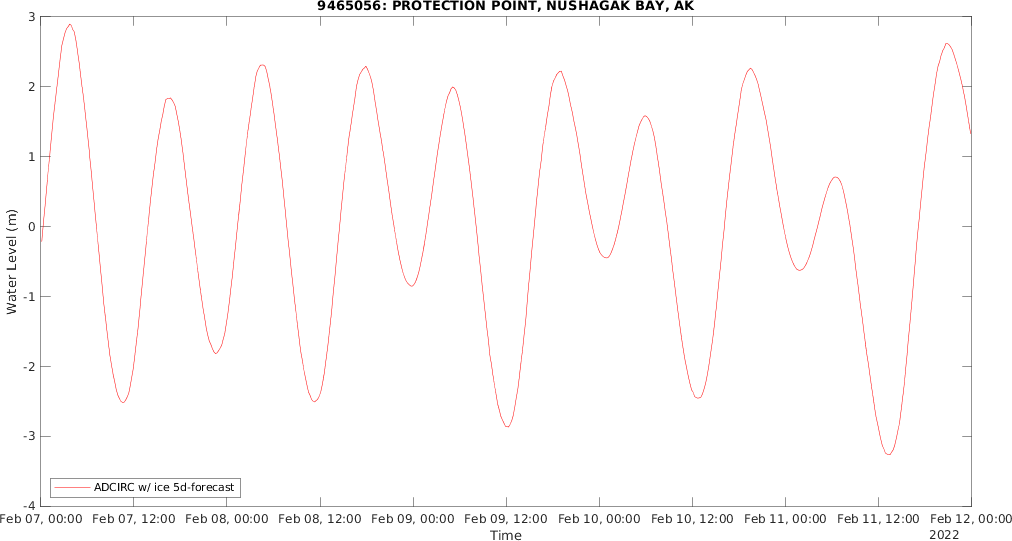 9465056: PROTECTION POINT, NUSHAGAK BAY, AK
3
2
1
0
-1
-2
-3
-4
Water Level (m)
ADCIRC w/ ice 5d-forecast
Feb 07, 00:00 Feb 07, 12:00 Feb 08, 00:00 Feb 08, 12:00 Feb 09, 00:00 Feb 09, 12:00 Feb 10, 00:00 Feb 10, 12:00 Feb 11, 00:00 Feb 11, 12:00 Feb 12, 00:00
Time
2022